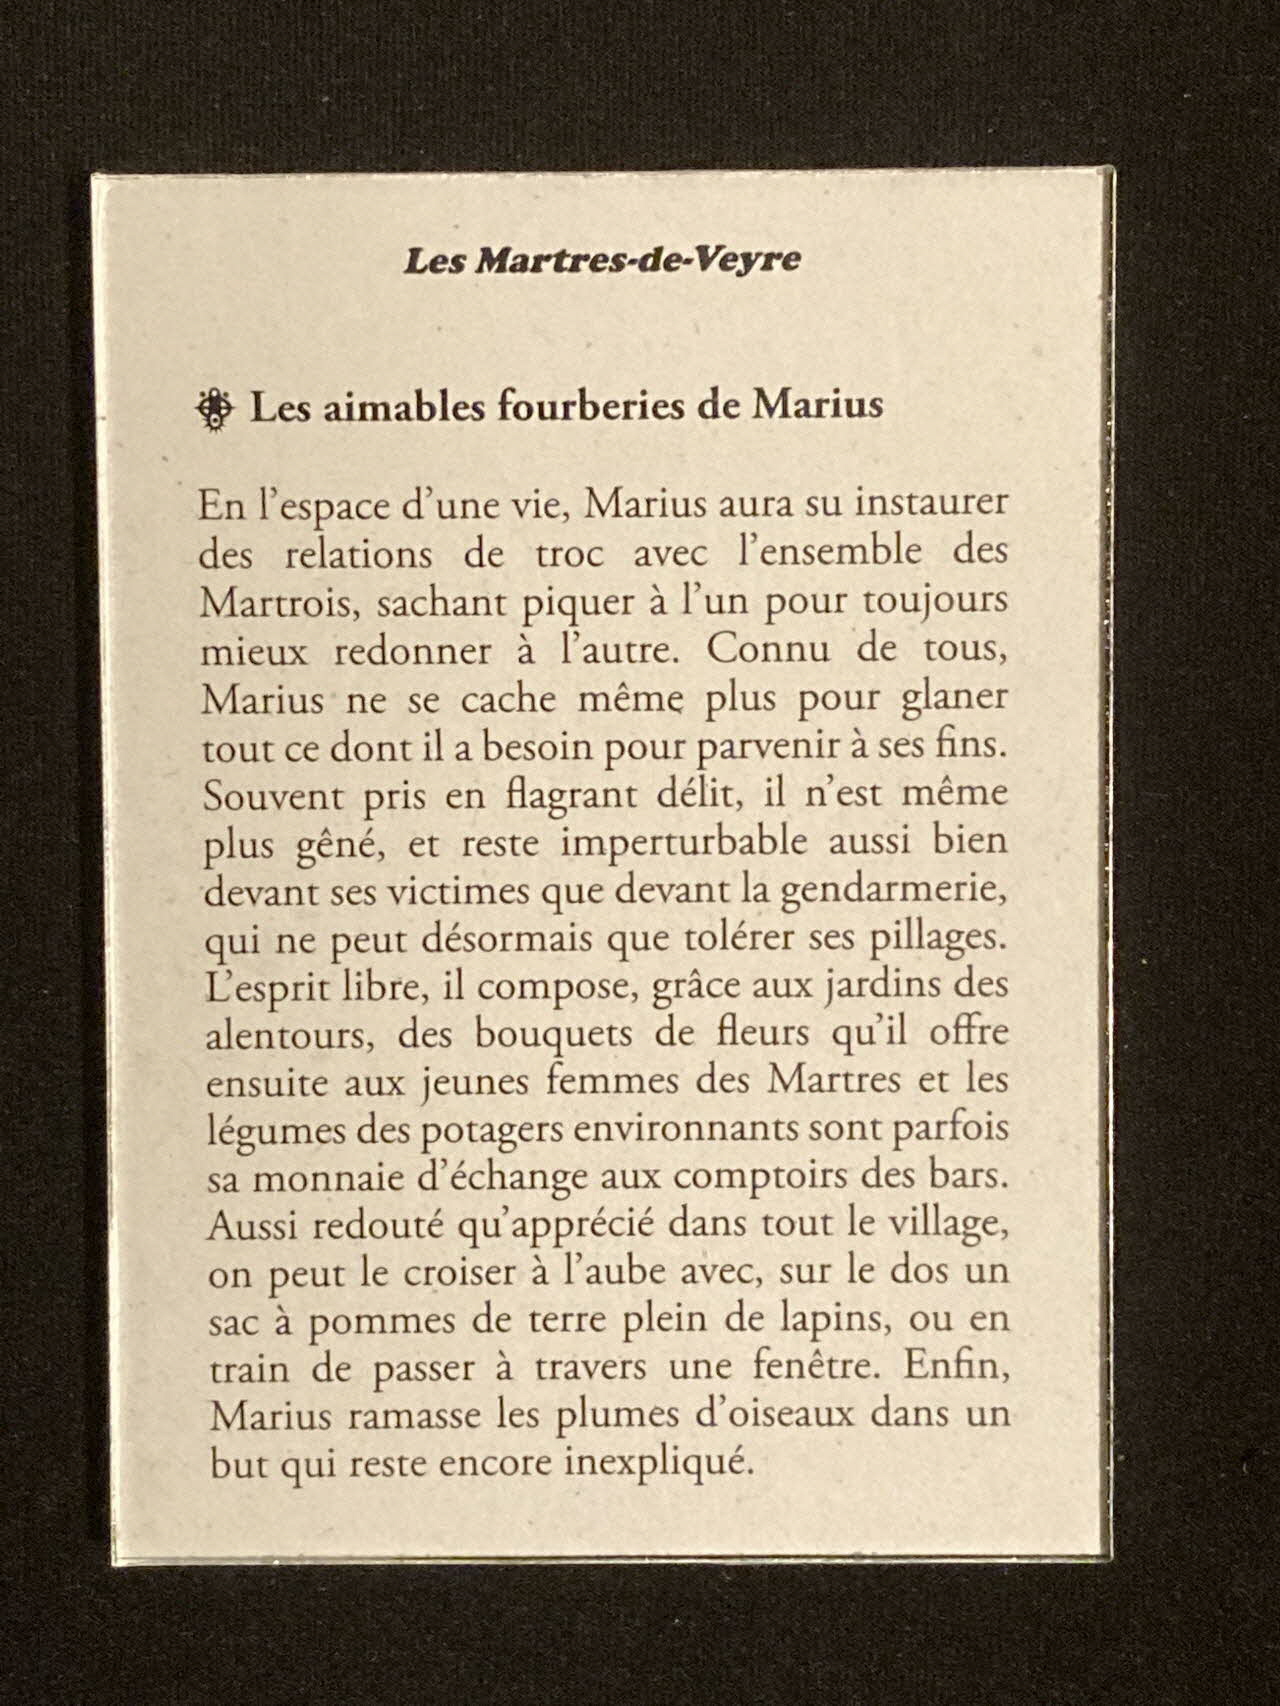 Les Martres-de-Veyre
Les aimables fourberies de Marius
En l'espace d'une vie, Marius aura su instaurer
des relations de troc avec l'ensemble des
Martrois, sachant piquer à l'un pour toujours
mieux redonner à l'autre. Connu de tous,
Marius ne se cache même plus pour glaner
tout ce dont il a besoin pour parvenir à ses fins.
Souvent pris en flagrant délit, il n'est même
plus gêné, et reste imperturbable aussi bien
devant ses victimes que devant la gendarmerie,
qui ne peut désormais que tolérer ses pillages.
L'esprit libre, il compose, grâce aux jardins des
alentours, des bouquets de fleurs qu'il offre
ensuite aux jeunes femmes des Martres et les
légumes des potagers environnants sont parfois
sa monnaie d'échange aux comptoirs des bars.
Aussi redouté qu'apprécié dans tout le village,
on peut le croiser à l'aube avec, sur le dos un
sac à pommes de terre plein de lapins, ou en
train de passer à travers une fenêtre. Enfin,
Marius ramasse les plumes d'oiseaux dans un
but qui reste encore inexpliqué.